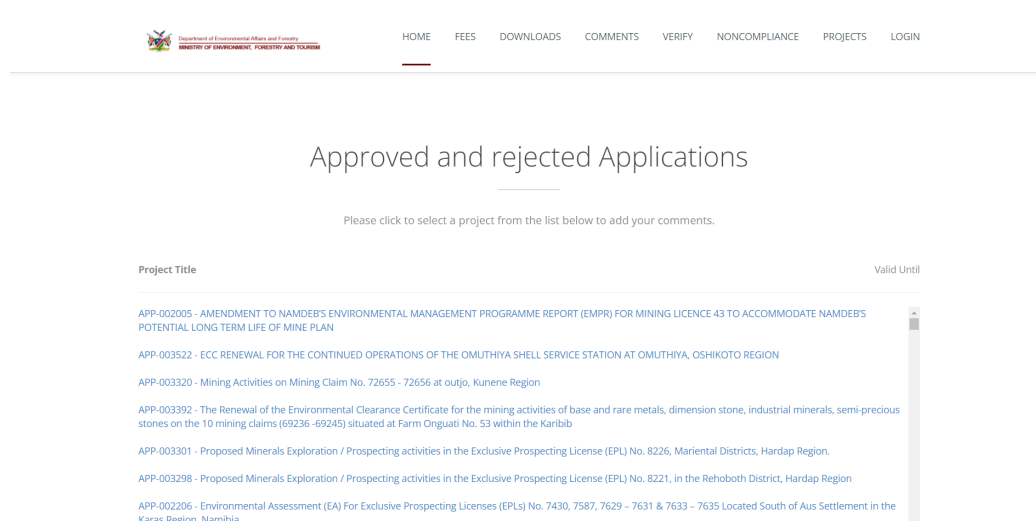 Department of Environmental Affairs and Forestry
MINISTRY OF ENVIRONMENT, FORESTRY AND TOURISM
HOME FEES DOWNLOADS COMMENTS VERIFY NONCOMPLIANCE PROJECTS LOGIN
Approved and rejected Applications
Please click to select a project from the list below to add your comments.
Project Title Valid Until
APP-002005 - AMENDMENT TO NAMDEB'S ENVIRONMENTAL MANAGEMENT PROGRAMME REPORT (EMPR) FOR MINING LICENCE 43 TO ACCOMMODATE NAMDEB'S
POTENTIAL LONG TERM LIFE OF MINE PLAN
APP-003522 - ECC RENEWAL FOR THE CONTINUED OPERATIONS OF THE OMUTHIYA SHELL SERVICE STATION AT OMUTHIYA, OSHIKOTO REGION
APP-003320 - Mining Activities on Mining Claim No. 72655 - 72656 at outjo, Kunene Region
APP-003392 - The Renewal of the Environmental Clearance Certificate for the mining activities of base and rare metals, dimension stone, industrial minerals, semi-precious
stones on the 10 mining claims (69236 -69245) situated at Farm Onguati No. 53 within the Karibib
APP-003301 - Proposed Minerals Exploration / Prospecting activities in the Exclusive Prospecting License (EPL) No. 8226, Mariental Districts, Hardap Region.
APP-003298 - Proposed Minerals Exploration / Prospecting activities in the Exclusive Prospecting License (EPL) No. 8221, in the Rehoboth District, Hardap Region
APP-002206 - Environmental Assessment (EA) For Exclusive Prospecting Licenses (EPLs) No. 7430, 7587, 7629 – 7631 & 7633 – 7635 Located South of Aus Settlement in the
Karas Region, Namibia